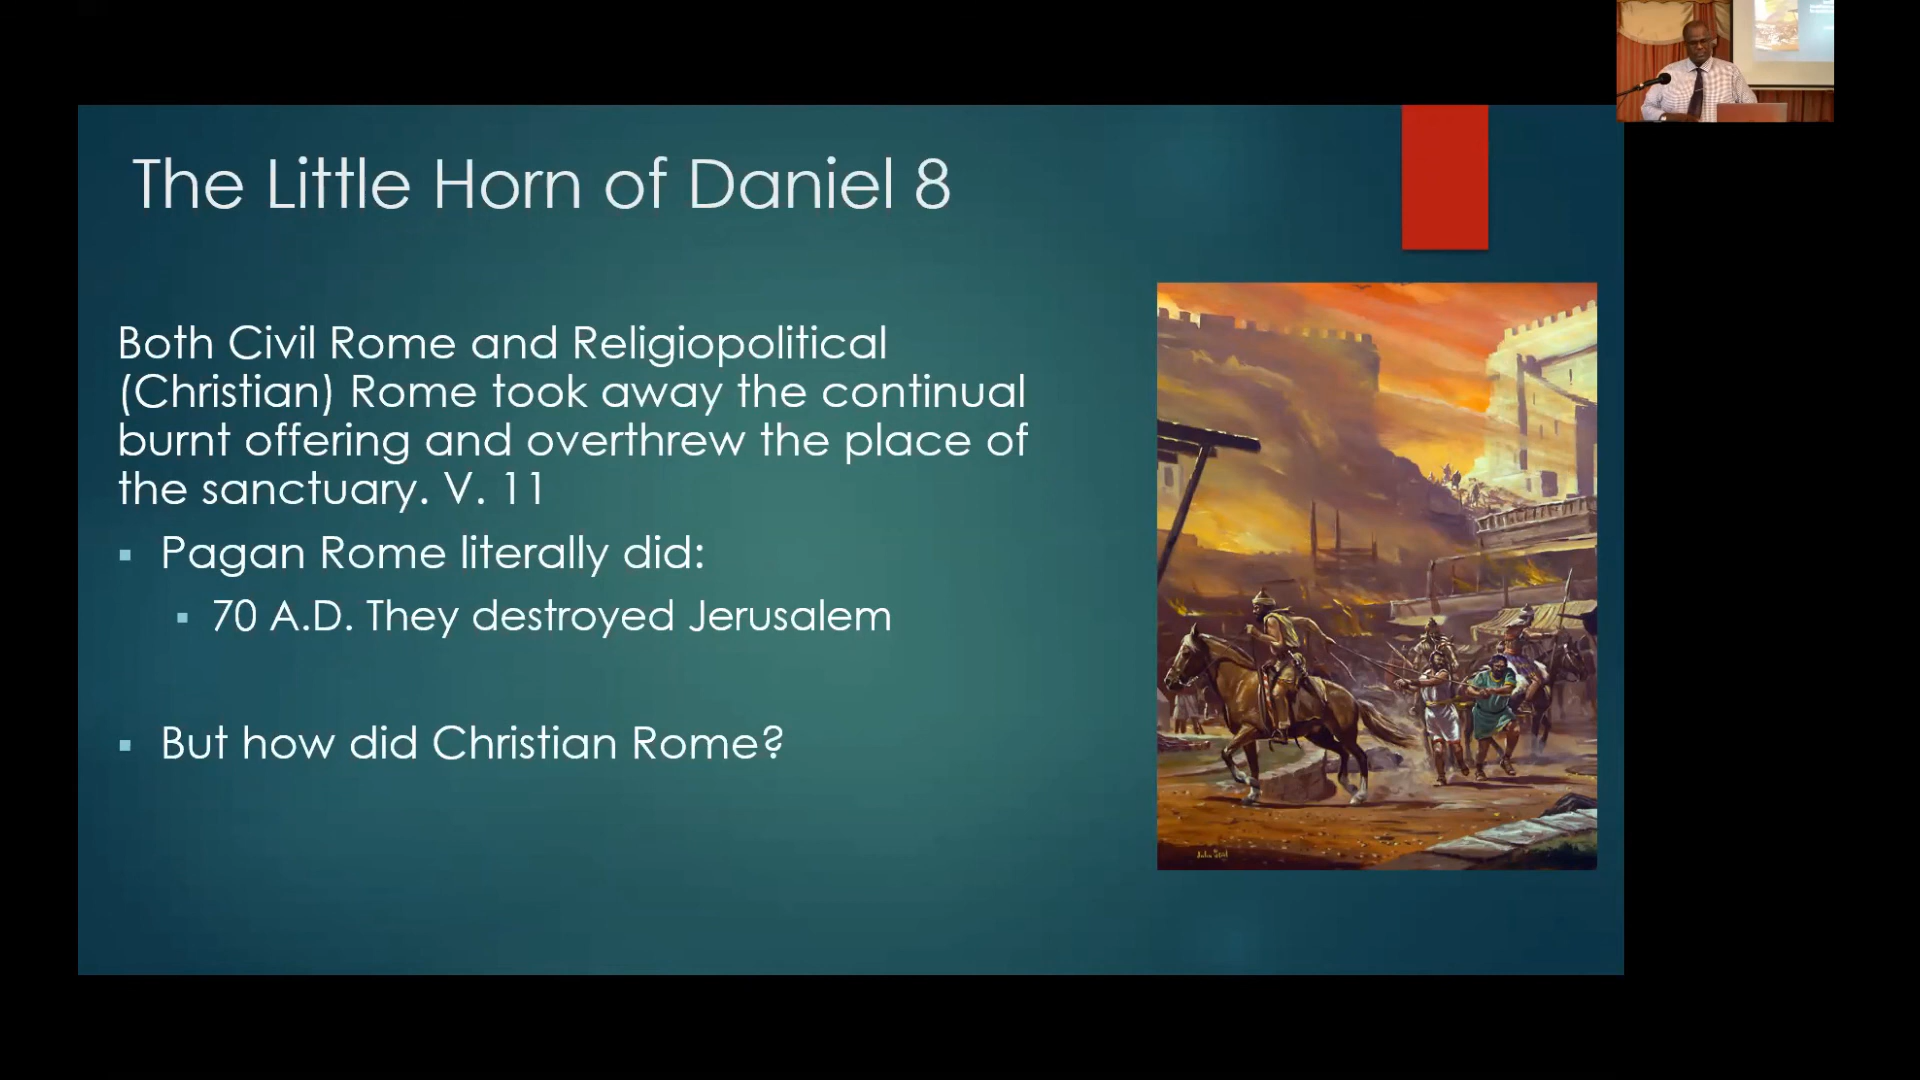 The Little Horn of Daniel 8
Both Civil Rome and Religiopolitical
(Christian) Rome took away the continual
burnt offering and overthrew the place of
the sanctuary. V. 11
▪ Pagan Rome literally did:
▪ 70 A.D. They destroyed Jerusalem
▪ But how did Christian Rome?